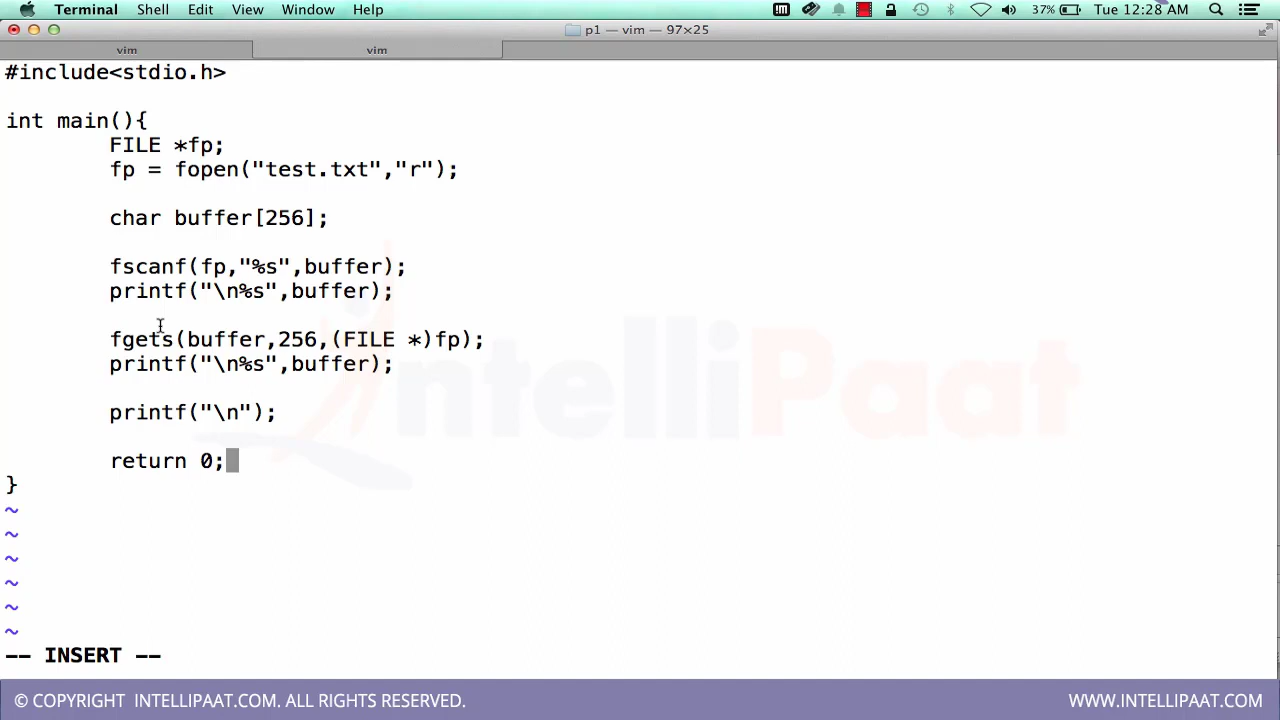 Terminal Shell Edit View Window Help 37% Tue 12:28 AM
p1 — vim — 97×25
vim vim
#include<stdio.h>
int main(){
FILE *fp;
fp = fopen("test.txt","r");
char buffer[256];
fscanf(fp,"%s",buffer);
printf("\n%s",buffer);
fgets(buffer,256,(FILE *)fp);
printf("\n%s",buffer);
printf("\n");
return 0;
}
~
~
~
~
~
~
-- INSERT --
IntelliPaat
© COPYRIGHT INTELLIPAAT.COM. ALL RIGHTS RESERVED. WWW.INTELLIPAAT.COM